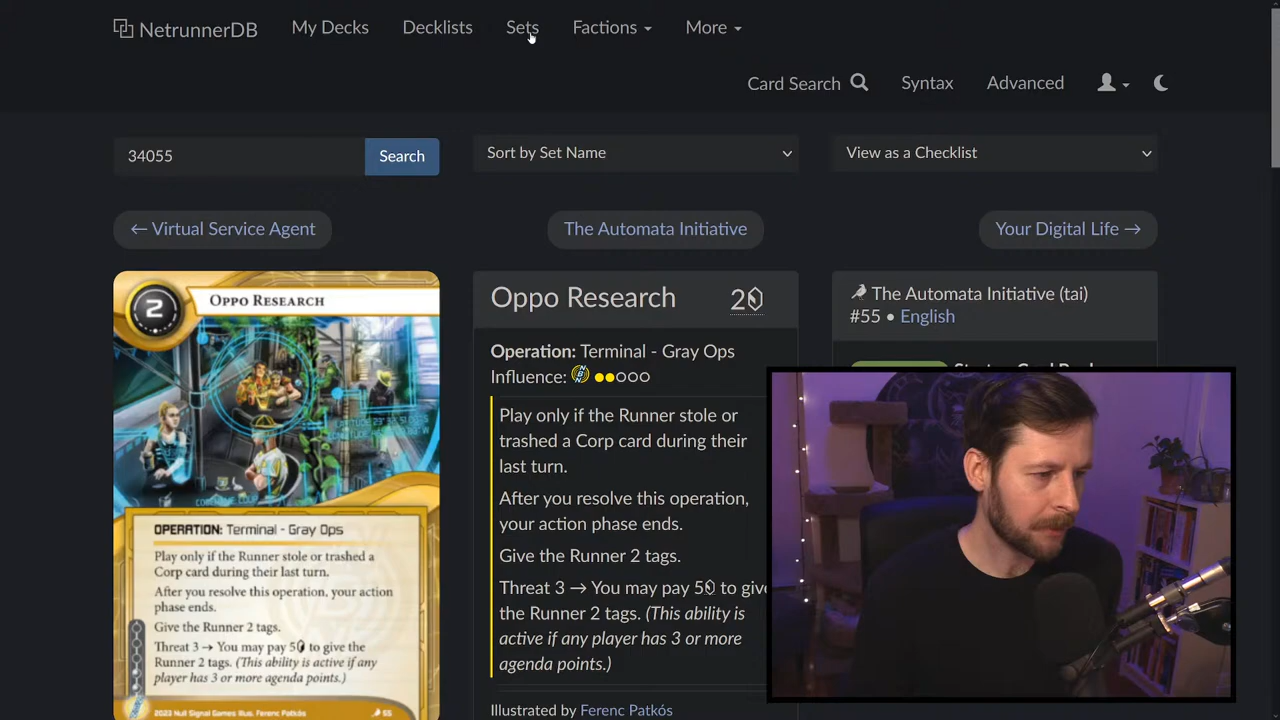 NetrunnerDB My Decks Decklists Sets Factions More
Card Search Syntax Advanced
34055 Search Sort by Set Name View as a Checklist
← Virtual Service Agent The Automata Initiative Your Digital Life →
2 Oppo Research
OPERATION: Terminal - Gray Ops
Play only if the Runner stole or trashed a
Corp card during their last turn.
After you resolve this operation, your action
phase ends.
Give the Runner 2 tags.
Threat 3 → You may pay 5 to give the
Runner 2 tags. (This ability is active if any
player has 3 or more agenda points.)
2023 Null Signal Games Illus. Ferenc Patkós 55
Oppo Research 2
Operation: Terminal - Gray Ops
Influence:
Play only if the Runner stole or
trashed a Corp card during their
last turn.
After you resolve this operation,
your action phase ends.
Give the Runner 2 tags.
Threat 3 → You may pay 5 to give
the Runner 2 tags. (This ability is
active if any player has 3 or more
agenda points.)
Illustrated by Ferenc Patkós
The Automata Initiative (tai)
#55 • English